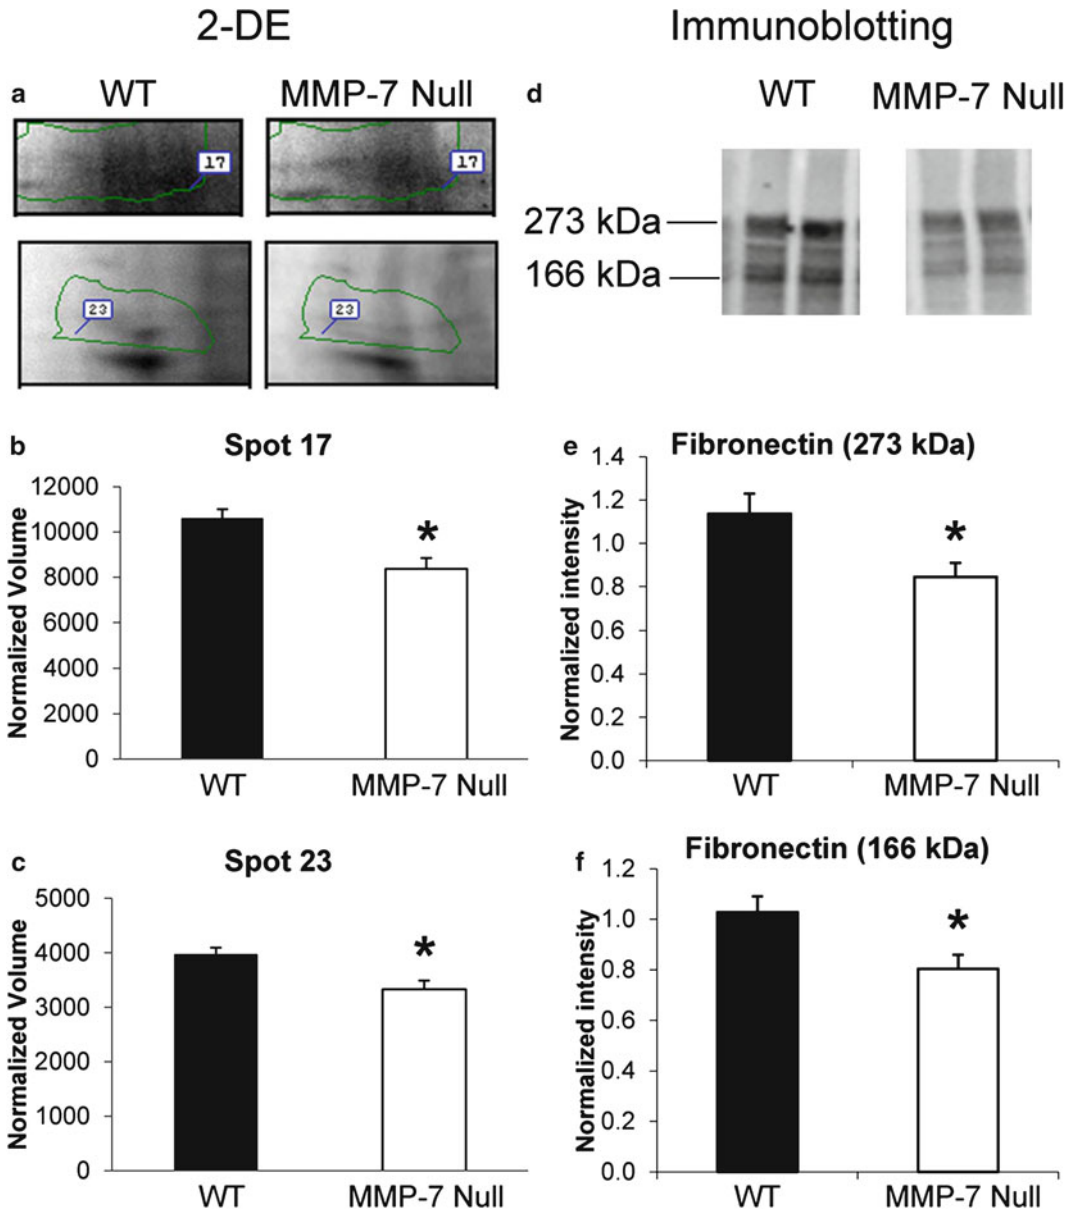 2-DE
Immunoblotting
a
WT
MMP-7 Null
17
17
23
23
d
WT
MMP-7 Null
273 kDa
166 kDa
b
Spot 17
Normalized Volume
12000
10000
8000
6000
4000
2000
0
*
WT
MMP-7 Null
e
Fibronectin (273 kDa)
Normalized intensity
1.4
1.2
1.0
0.8
0.6
0.4
0.2
0.0
*
WT
MMP-7 Null
c
Spot 23
Normalized Volume
5000
4000
3000
2000
1000
0
*
WT
MMP-7 Null
f
Fibronectin (166 kDa)
Normalized intensity
1.2
1.0
0.8
0.6
0.4
0.2
0.0
*
WT
MMP-7 Null